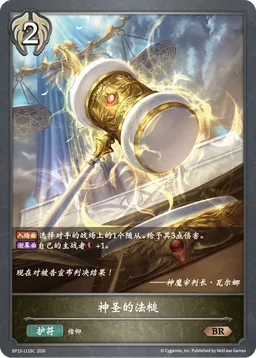 2
入场曲 选择对手的战场上的1个随从。给予其3点伤害。
谢幕曲 自己的主战者+1。
现在对被告宣布判决结果！
——神魔审判长·瓦尔娜
神圣的法槌
护符 信仰
BR
© Cygames, Inc. Published by NetEase Games